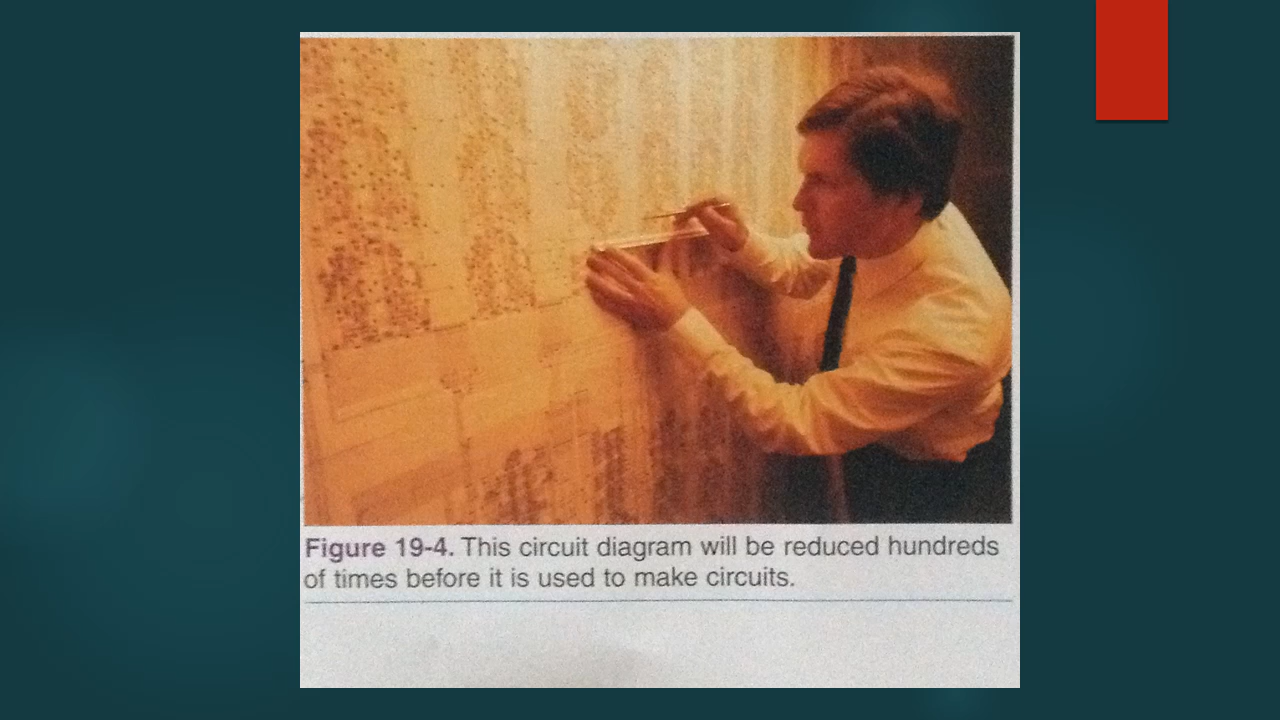 Figure 19-4. This circuit diagram will be reduced hundreds
of times before it is used to make circuits.